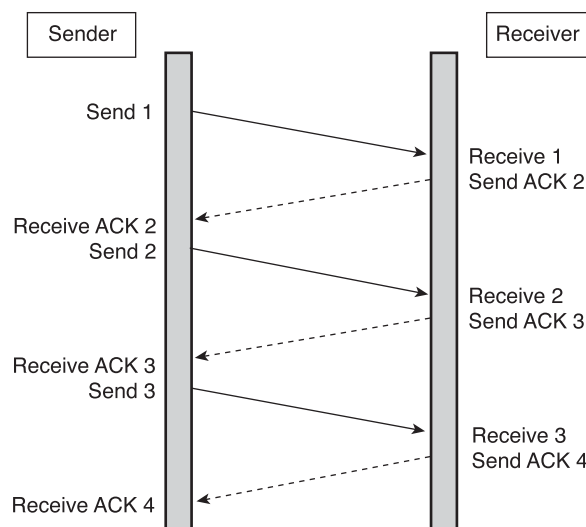 Sender
Receiver
Send 1
Receive 1
Send ACK 2
Receive ACK 2
Send 2
Receive 2
Send ACK 3
Receive ACK 3
Send 3
Receive 3
Send ACK 4
Receive ACK 4